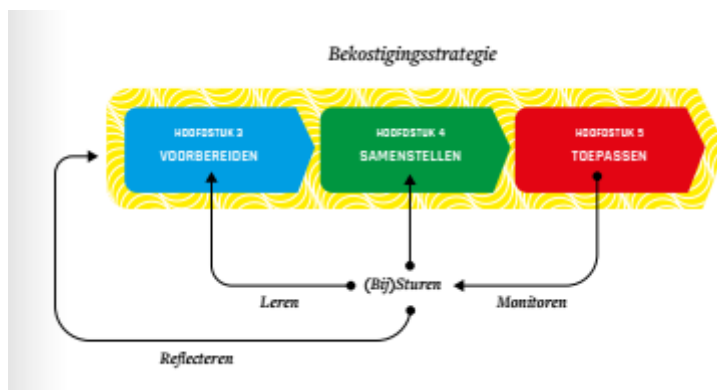 Bekostigingsstrategie
HOOFDSTUK 3
VOORBEREIDEN
HOOFDSTUK 4
SAMENSTELLEN
HOOFDSTUK 5
TOEPASSEN
(Bij)Sturen
Leren
Monitoren
Reflecteren